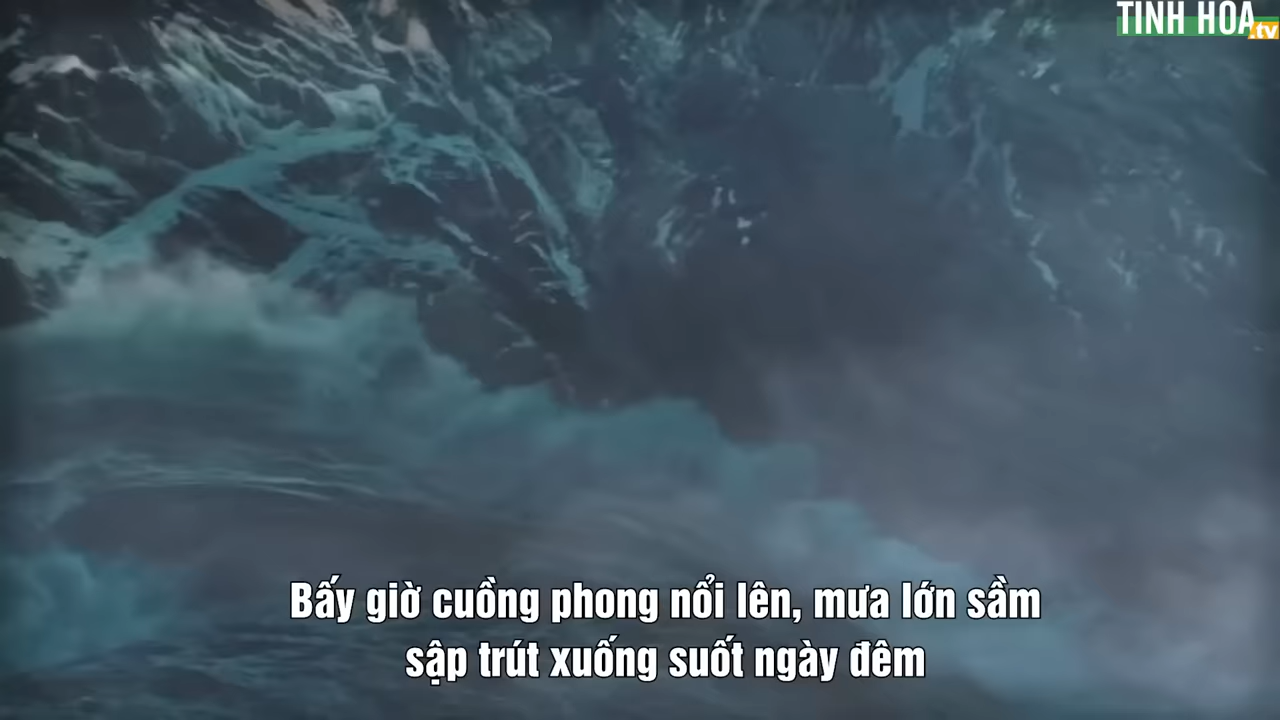 TINH HOA
.tv
Bấy giờ cuồng phong nổi lên, mưa lớn sầm
sập trút xuống suốt ngày đêm